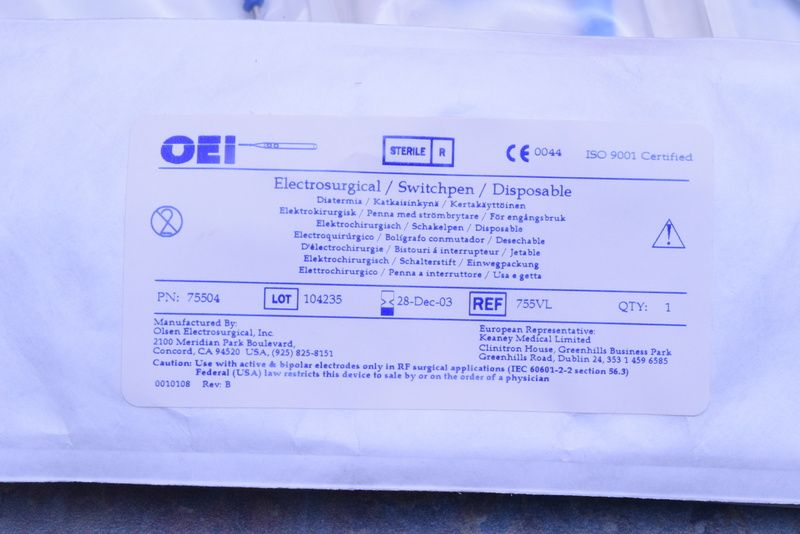 OEI
STERILE R
CE 0044
ISO 9001 Certified
Electrosurgical / Switchpen / Disposable
Diatermia / Katkaisinkynä / Kertakäyttöinen
Elektrokirurgisk / Penna med strömbrytare / För engångsbruk
Elektrochirurgisch / Schakelpen / Disposable
Electroquirúrgico / Bolígrafo conmutador / Desechable
D'électrochirurgie / Bistouri á interrupteur / Jetable
Elektrochirurgisch / Schalterstift / Einwegpackung
Elettrochirurgico / Penna a interruttore / Usa e getta
2
PN: 75504
LOT 104235
28-Dec-03
REF 755VL
QTY: 1
Manufactured By:
Olsen Electrosurgical, Inc.
2100 Meridian Park Boulevard,
Concord, CA 94520 USA, (925) 825-8151
European Representative:
Keaney Medical Limited
Clinitron House, Greenhills Business Park
Greenhills Road, Dublin 24, 353 1 459 6585
Caution: Use with active & bipolar electrodes only in RF surgical applications (IEC 60601-2-2 section 56.3)
Federal (USA) law restricts this device to sale by or on the order of a physician
0010108 Rev: B